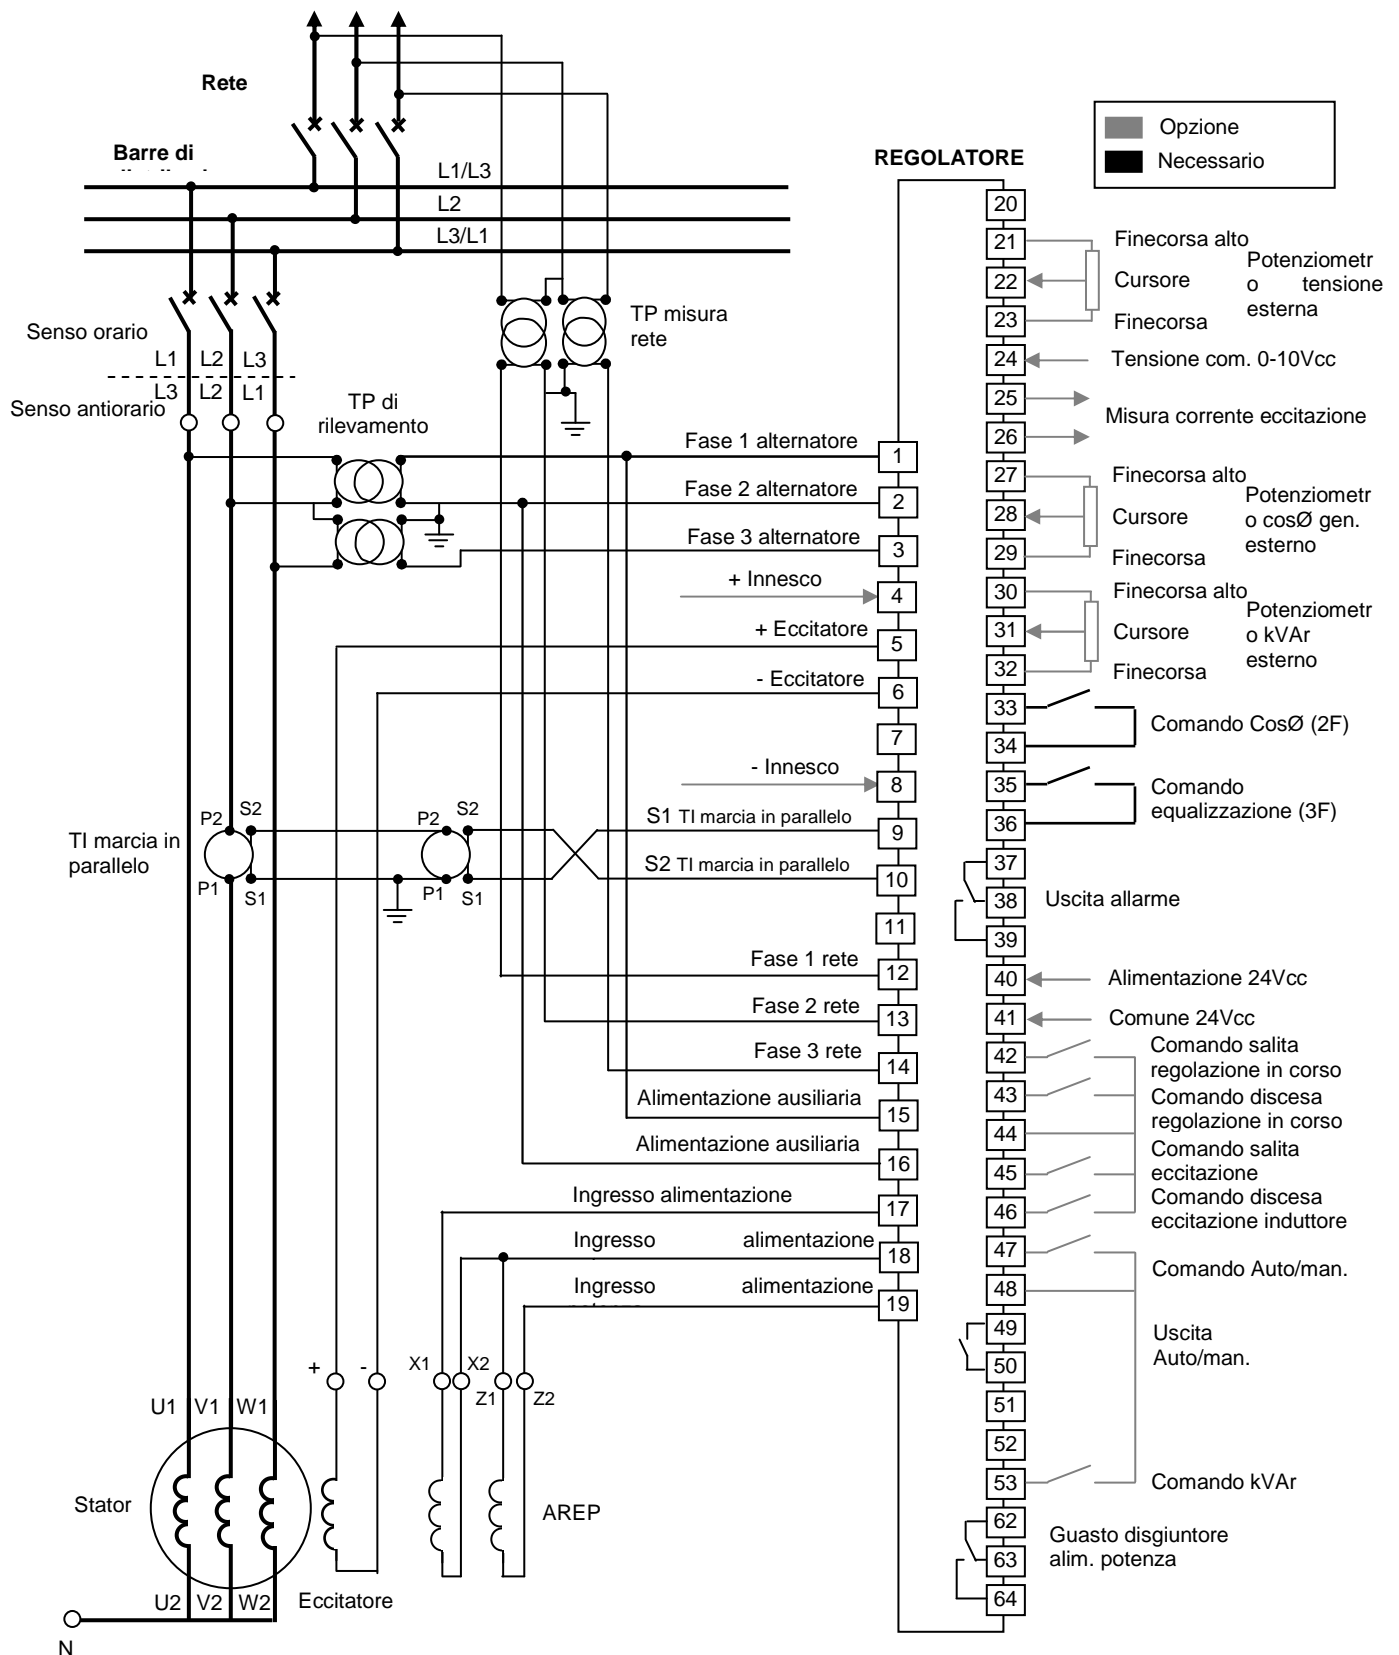 Rete
Barre di
L1/L3
L2
L3/L1
Senso orario
L1 L2 L3
L3 L2 L1
Senso antiorario
TP di
rilevamento
TP misura
rete
REGOLATORE
Opzione
Necessario
Fase 1 alternatore
1
Fase 2 alternatore
2
Fase 3 alternatore
3
+ Innesco
4
+ Eccitatore
5
- Eccitatore
6
7
- Innesco
8
S1 TI marcia in parallelo
9
S2 TI marcia in parallelo
10
11
Fase 1 rete
12
Fase 2 rete
13
Fase 3 rete
14
Alimentazione ausiliaria
15
Alimentazione ausiliaria
16
Ingresso alimentazione
17
Ingresso alimentazione
18
Ingresso alimentazione
19
TI marcia in
parallelo
P2 S2
P1 S1
P2 S2
P1 S1
+ -
X1 X2
Z1 Z2
U1 V1 W1
Stator
U2 V2 W2
N
Eccitatore
AREP
20
21
Finecorsa alto
22
Cursore
23
Finecorsa
Potenziometr
o tensione
esterna
24
Tensione com. 0-10Vcc
25
26
Misura corrente eccitazione
27
Finecorsa alto
28
Cursore
29
Finecorsa
Potenziometr
o cosØ gen.
esterno
30
Finecorsa alto
31
Cursore
32
Finecorsa
Potenziometr
o kVAr
esterno
33
34
Comando CosØ (2F)
35
36
Comando
equalizzazione (3F)
37
38
39
Uscita allarme
40
Alimentazione 24Vcc
41
Comune 24Vcc
42
Comando salita
regolazione in corso
43
Comando discesa
regolazione in corso
44
45
Comando salita
eccitazione
46
Comando discesa
eccitazione induttore
47
48
Comando Auto/man.
49
50
Uscita
Auto/man.
51
52
53
Comando kVAr
62
63
64
Guasto disgiuntore
alim. potenza